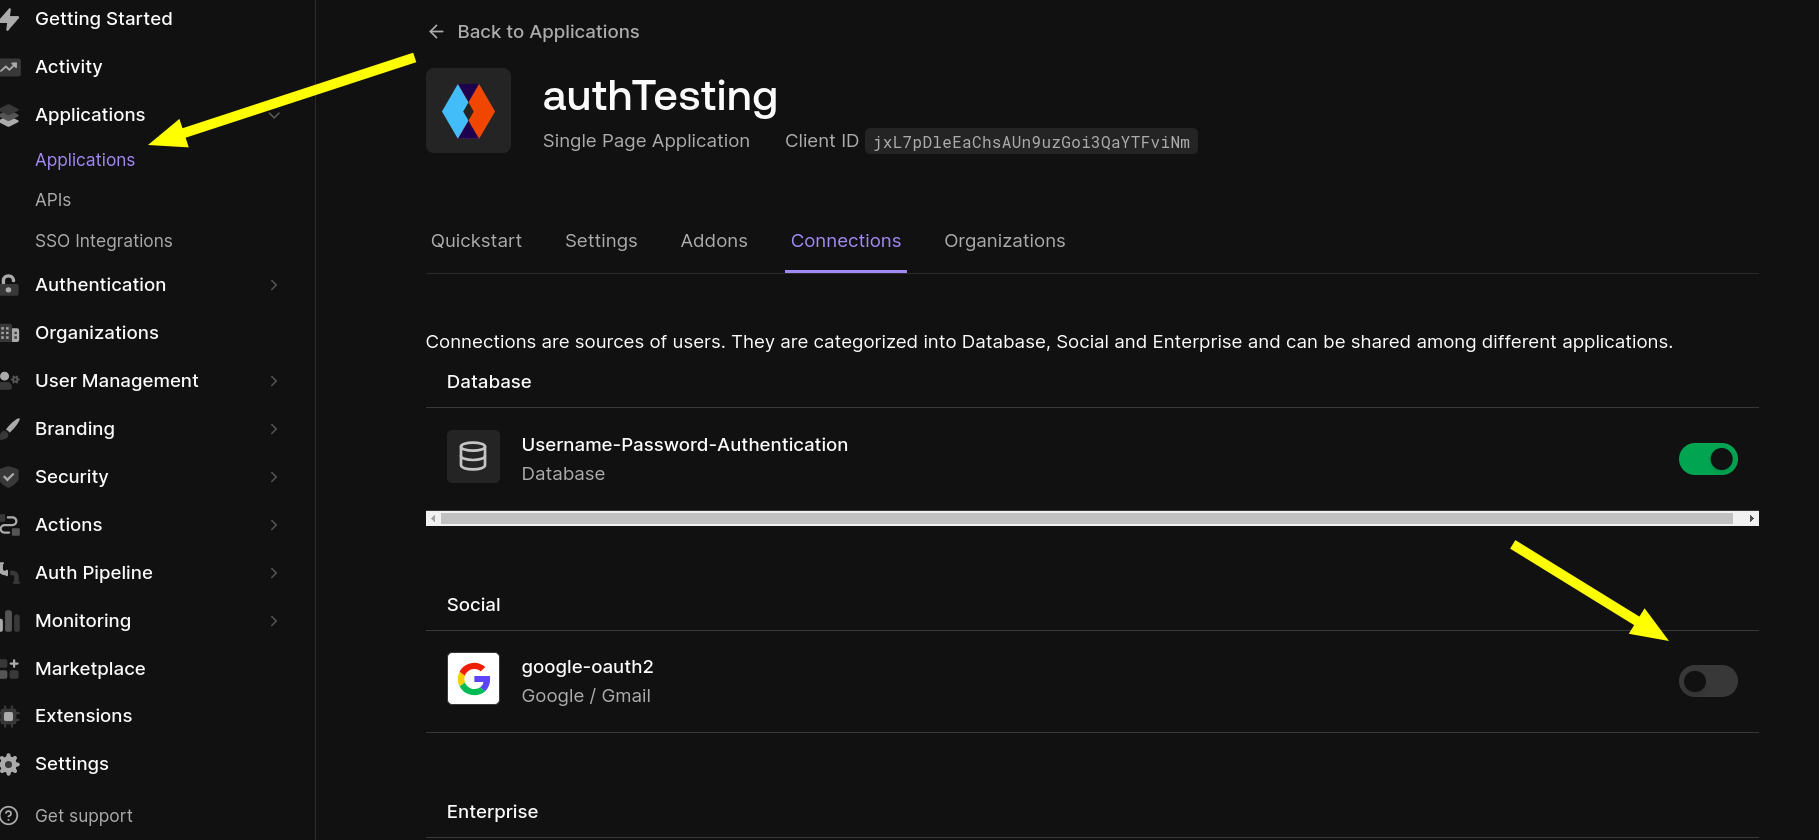 Getting Started
Activity
Applications
Applications
APIs
SSO Integrations
Authentication
Organizations
User Management
Branding
Security
Actions
Auth Pipeline
Monitoring
Marketplace
Extensions
Settings
Get support
Back to Applications
authTesting
Single Page Application Client ID jxL7pDleEaChsAUn9uzGoi3QaYTFviNm
Quickstart Settings Addons Connections Organizations
Connections are sources of users. They are categorized into Database, Social and Enterprise and can be shared among different applications.
Database
Username-Password-Authentication
Database
Social
google-oauth2
Google / Gmail
Enterprise